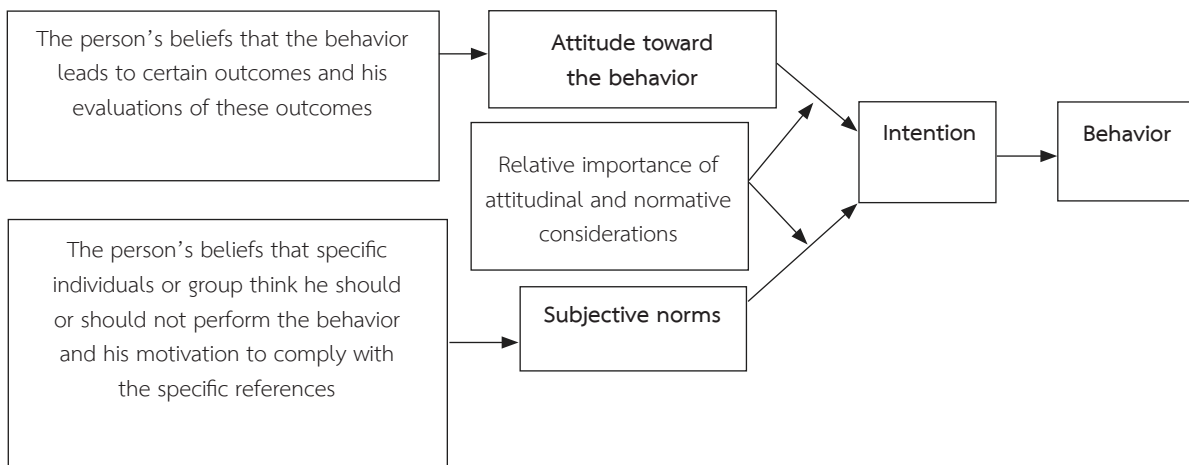 The person’s beliefs that the behavior
leads to certain outcomes and his
evaluations of these outcomes
Attitude toward
the behavior
Relative importance of
attitudinal and normative
considerations
Intention
Behavior
The person’s beliefs that specific
individuals or group think he should
or should not perform the behavior
and his motivation to comply with
the specific references
Subjective norms